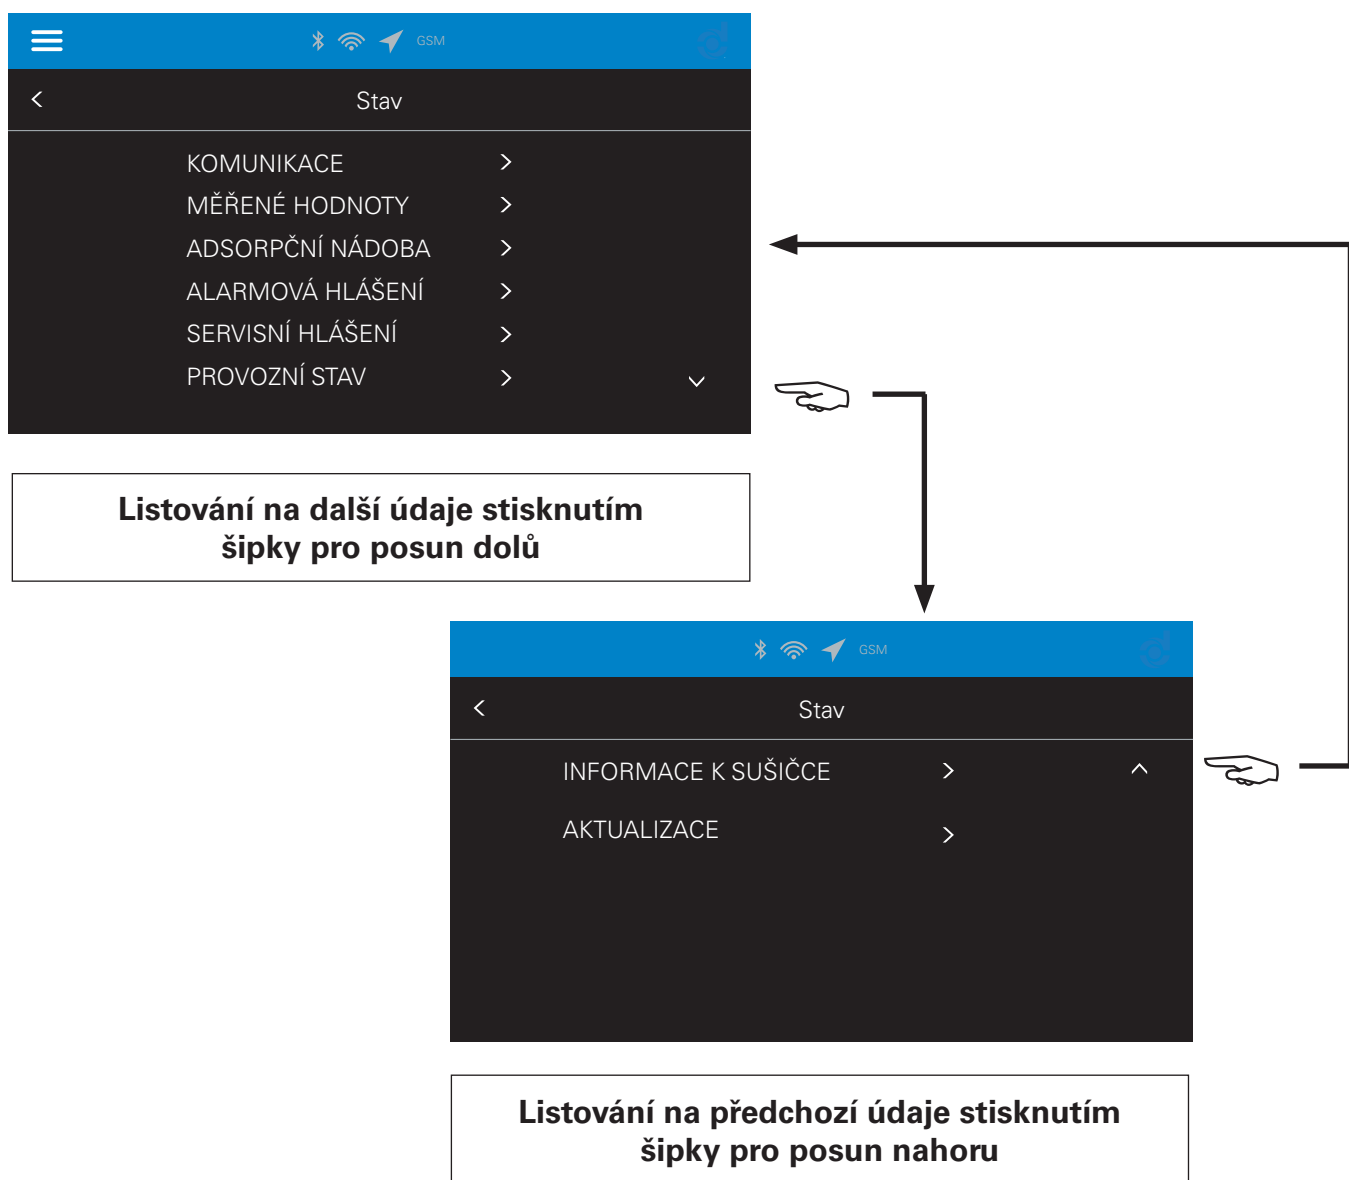 GSM
Stav
KOMUNIKACE
MĚŘENÉ HODNOTY
ADSORPČNÍ NÁDOBA
ALARMOVÁ HLÁŠENÍ
SERVISNÍ HLÁŠENÍ
PROVOZNÍ STAV
Listování na další údaje stisknutím
šipky pro posun dolů
GSM
Stav
INFORMACE K SUŠIČCE
AKTUALIZACE
Listování na předchozí údaje stisknutím
šipky pro posun nahoru